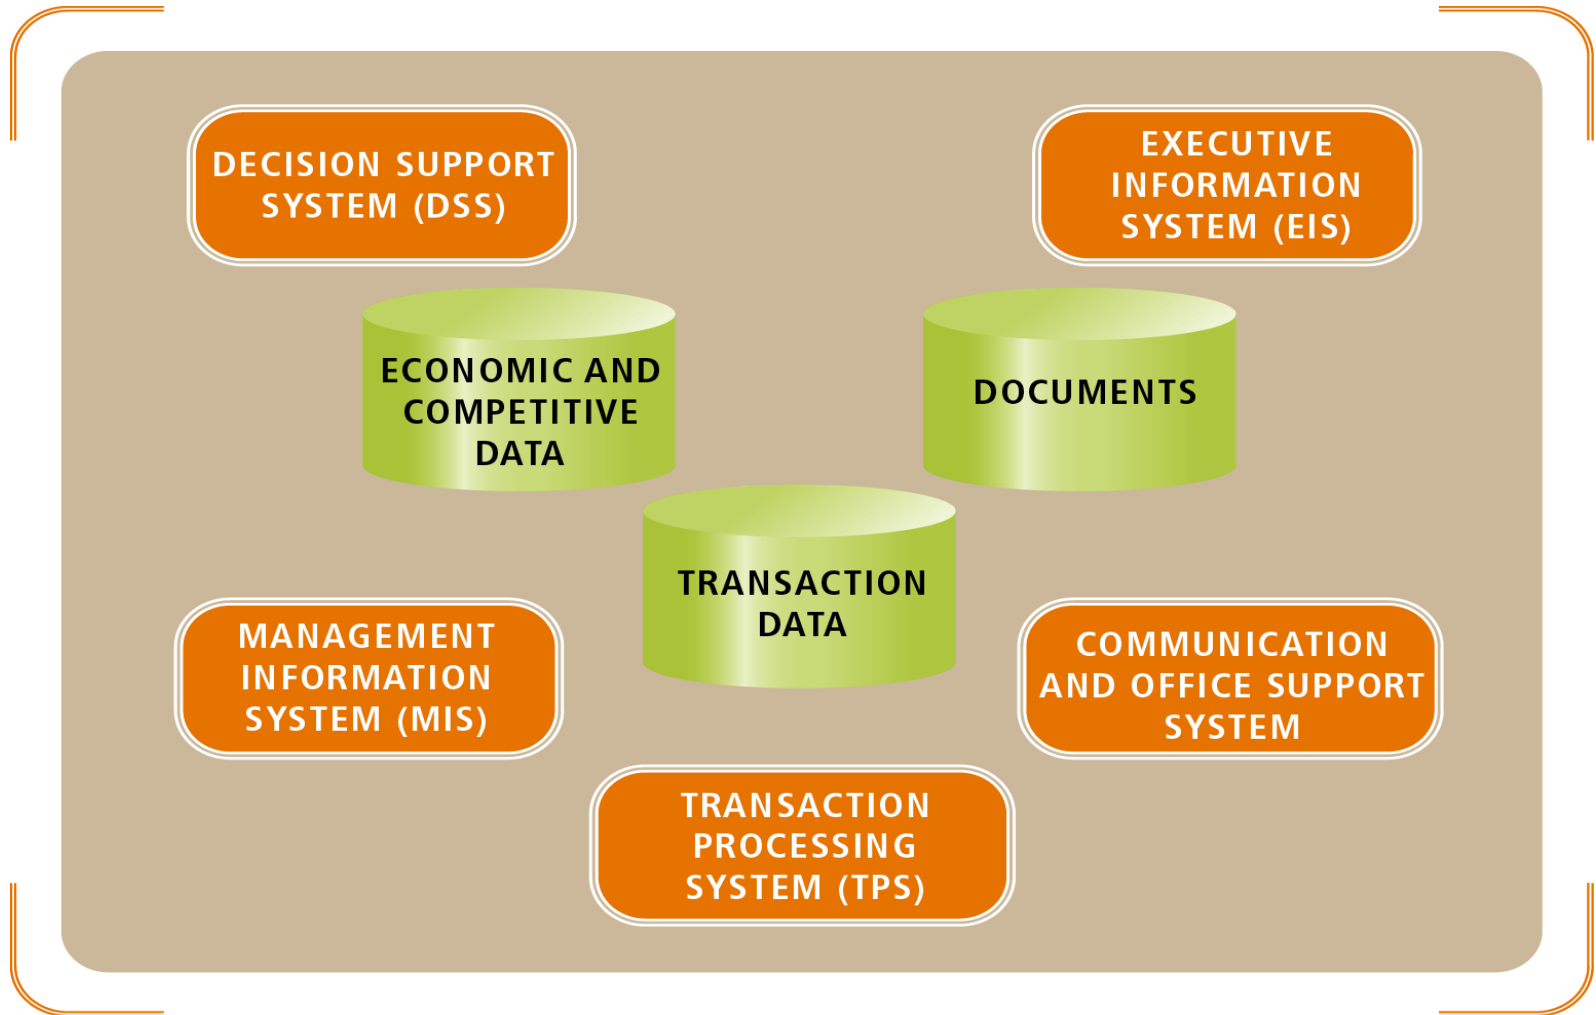 DECISION SUPPORT
SYSTEM (DSS)
EXECUTIVE
INFORMATION
SYSTEM (EIS)
ECONOMIC AND
COMPETITIVE
DATA
DOCUMENTS
TRANSACTION
DATA
MANAGEMENT
INFORMATION
SYSTEM (MIS)
COMMUNICATION
AND OFFICE SUPPORT
SYSTEM
TRANSACTION
PROCESSING
SYSTEM (TPS)